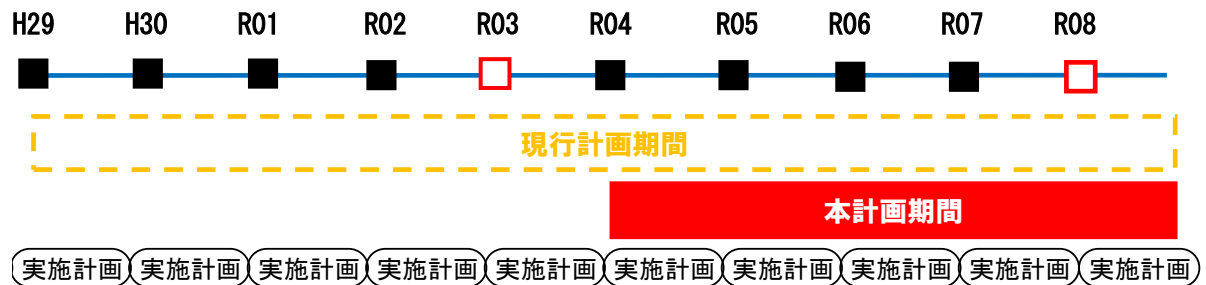 H29 H30 R01 R02 R03 R04 R05 R06 R07 R08
現行計画期間
本計画期間
実施計画 実施計画 実施計画 実施計画 実施計画 実施計画 実施計画 実施計画 実施計画 実施計画